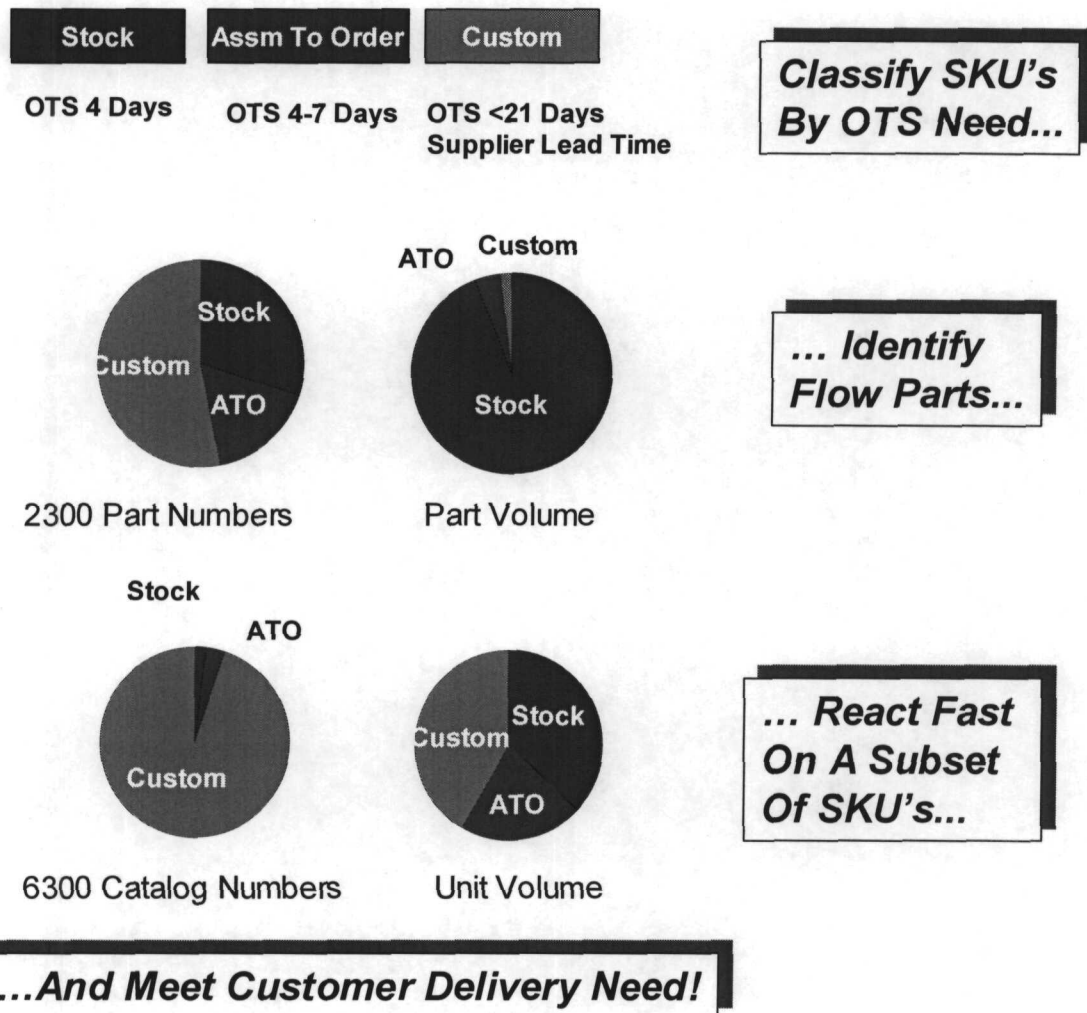 Stock
Assm To Order
Custom
OTS 4 Days
OTS 4-7 Days
OTS <21 Days
Supplier Lead Time
Classify SKU's
By OTS Need...
Stock
Custom
ATO
2300 Part Numbers
ATO
Custom
Stock
Part Volume
... Identify
Flow Parts...
Stock
ATO
Custom
6300 Catalog Numbers
Stock
Custom
ATO
Unit Volume
... React Fast
On A Subset
Of SKU's...
...And Meet Customer Delivery Need!